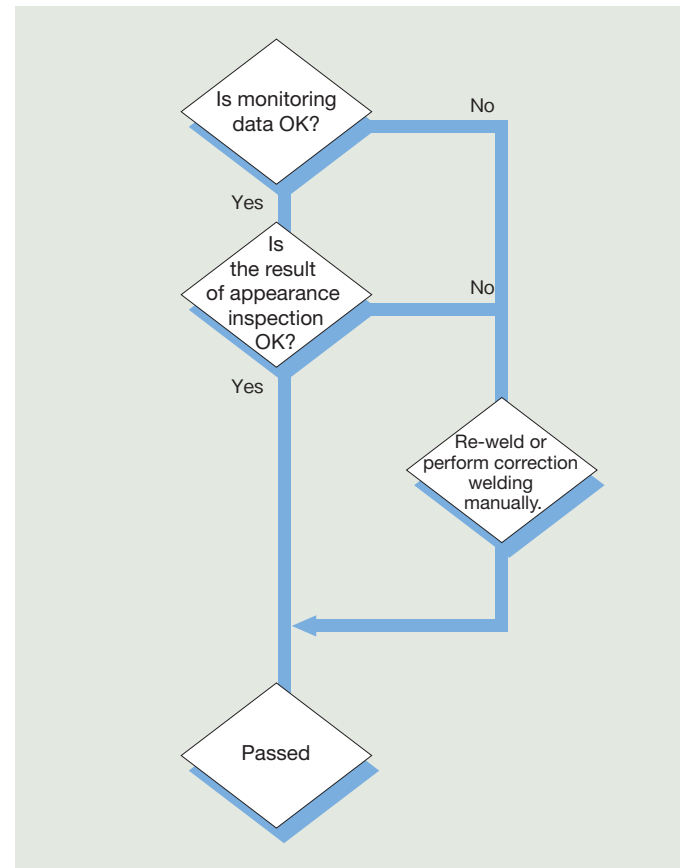 Is monitoring
data OK?
No
Yes
Is
the result
of appearance
inspection
OK?
No
Yes
Re-weld or
perform correction
welding
manually.
Passed